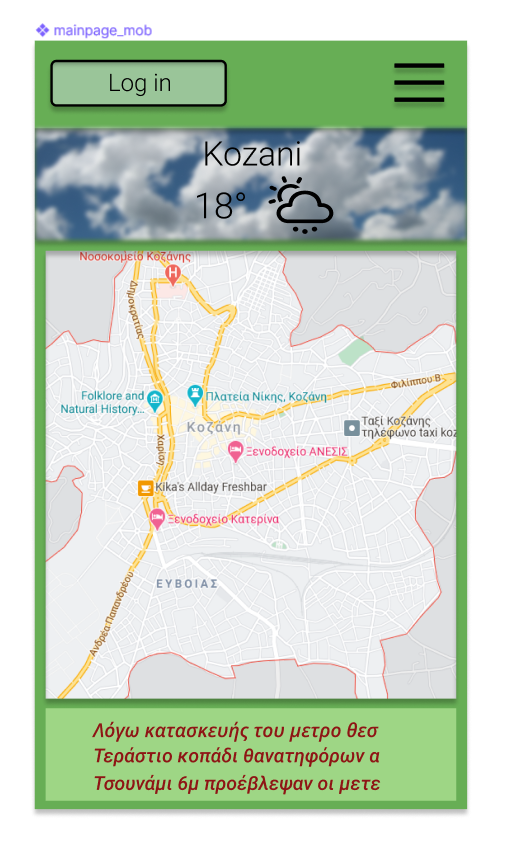 mainpage_mob
Log in
Kozani
18°
Νοσοκομείο Κοζάνης
H
Δημοκρατίας
Φιλίππου Β
Folklore and
Natural History...
Πλατεία Νίκης, Κοζάνη
Ταξί Κοζάνης
τηλέφωνο taxi koz
Κοζάνη
Χαρίση
Ξενοδοχείο ΑΝΕΣΙΣ
Kika's Allday Freshbar
Ξενοδοχείο Κατερίνα
ΕΥΒΟΙΑΣ
Ανδρέα Παπανδρέου
Λόγω κατασκευής του μετρο θεσ
Τεράστιο κοπάδι θανατηφόρων α
Τσουνάμι 6μ προέβλεψαν οι μετε